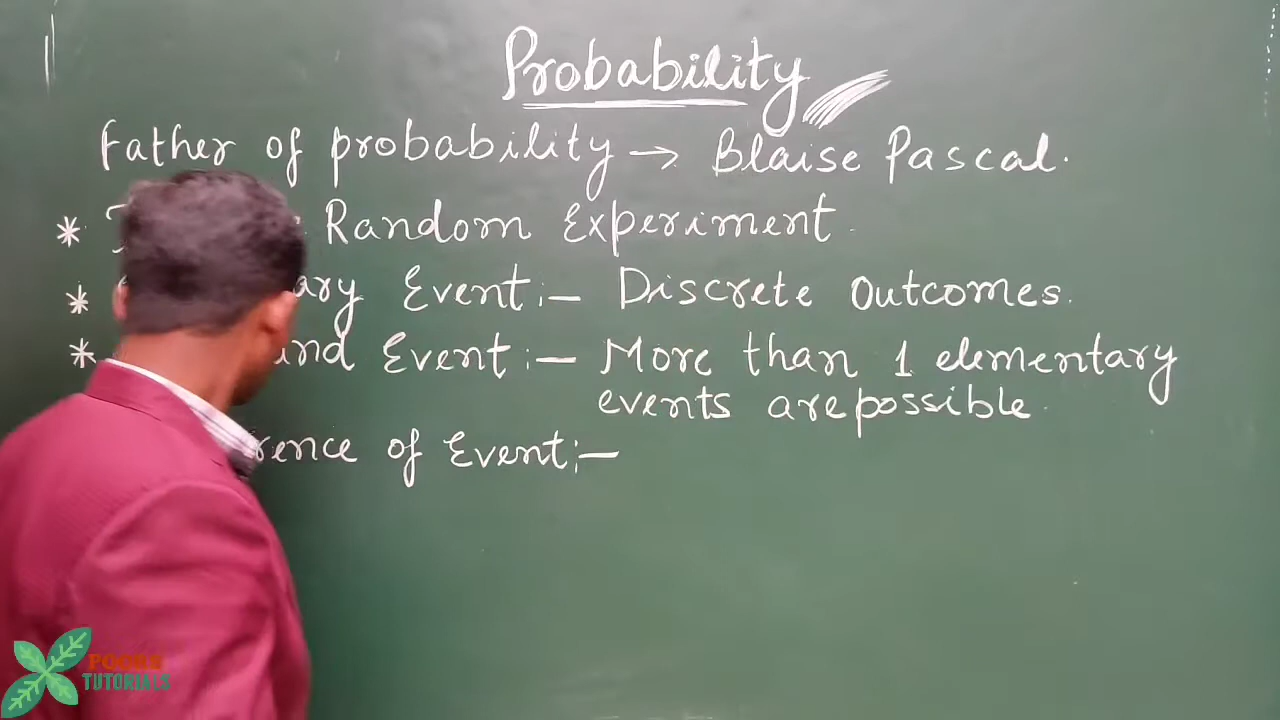 Probability
Father of probability → Blaise Pascal.
* Random Experiment.
* Event :- Discrete Outcomes.
* Event :- More than 1 elementary
events are possible.
of Event :-
TUTORIALS